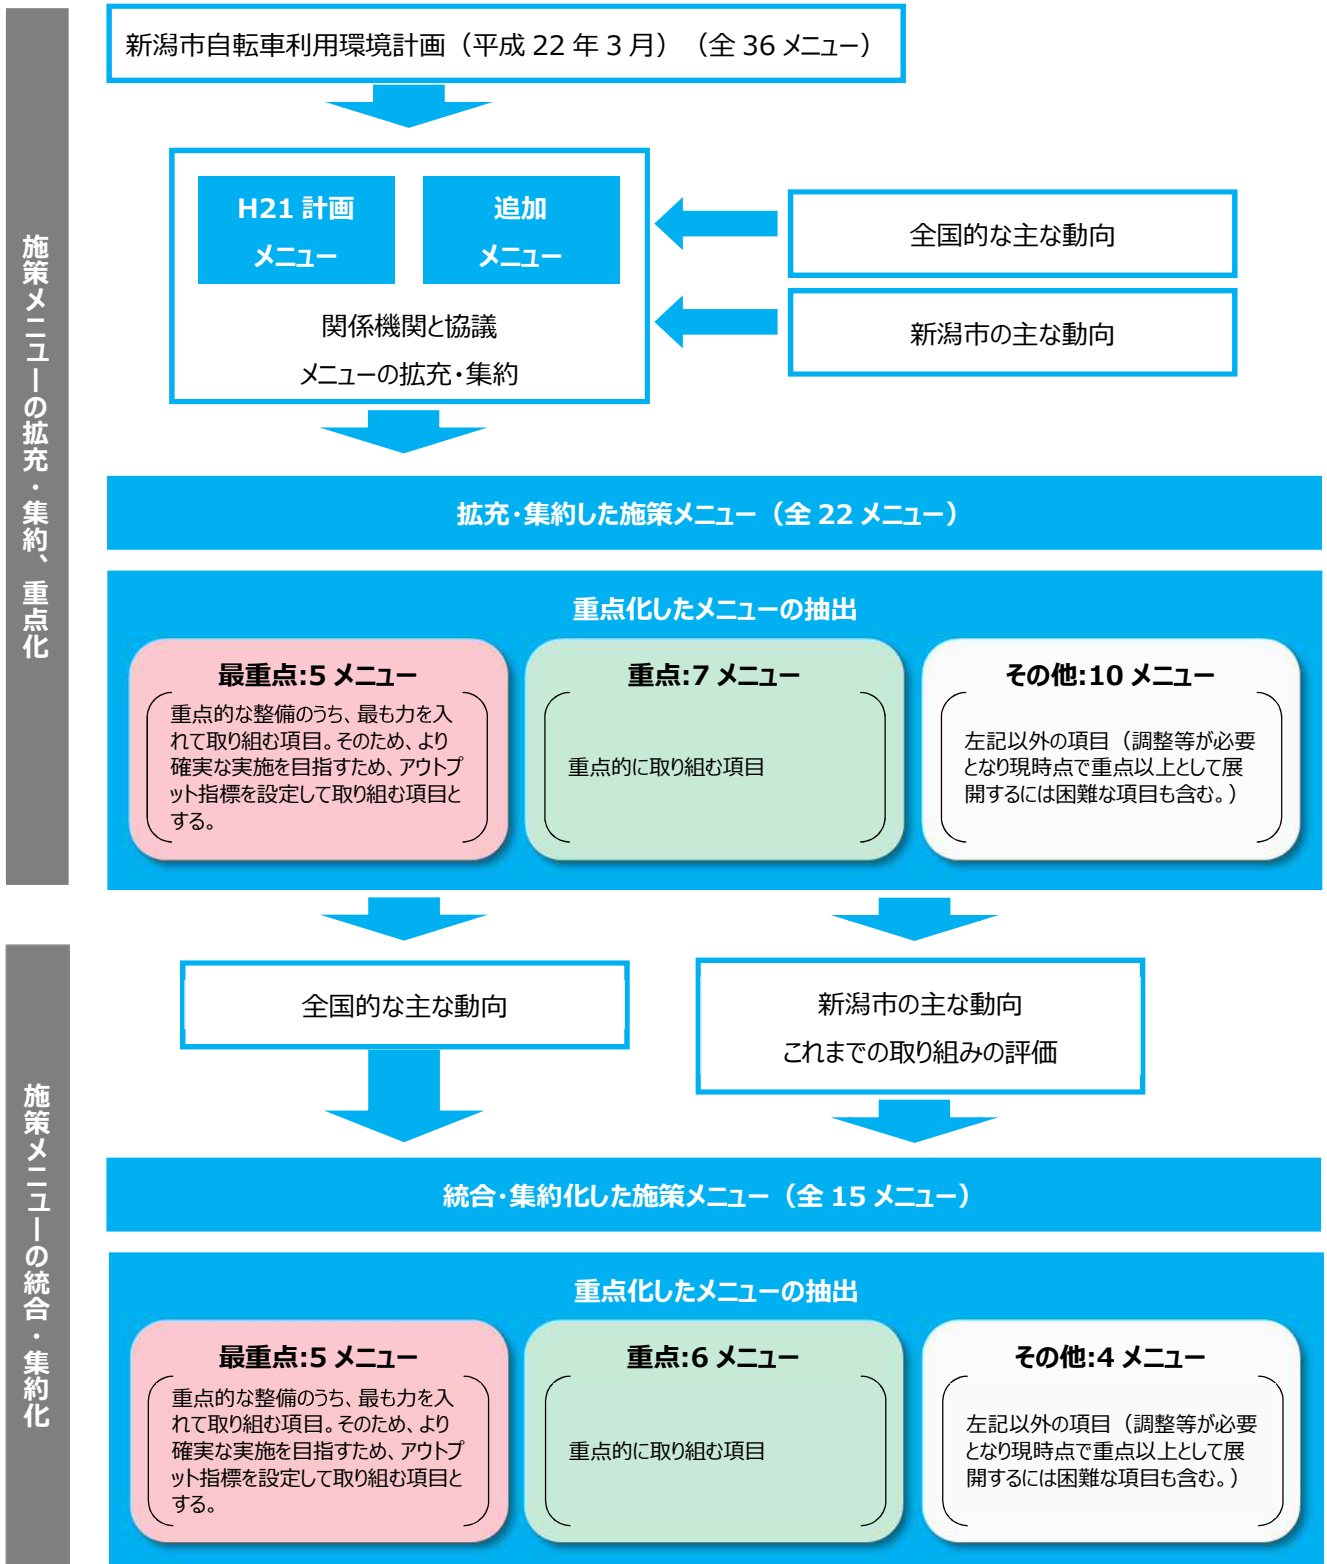 施策メニューの拡充・集約、重点化
新潟市自転車利用環境計画（平成 22 年 3 月）（全 36 メニュー）
H21 計画
メニュー
追加
メニュー
関係機関と協議
メニューの拡充・集約
全国的な主な動向
新潟市の主な動向
拡充・集約した施策メニュー（全 22 メニュー）
重点化したメニューの抽出
最重点:5 メニュー
重点的な整備のうち、最も力を入
れて取り組む項目。そのため、より
確実な実施を目指すため、アウトプ
ット指標を設定して取り組む項目と
する。
重点:7 メニュー
重点的に取り組む項目
その他:10 メニュー
左記以外の項目（調整等が必要
となり現時点で重点以上として展
開するには困難な項目も含む。）
施策メニューの統合・集約化
全国的な主な動向
新潟市の主な動向
これまでの取り組みの評価
統合・集約化した施策メニュー（全 15 メニュー）
重点化したメニューの抽出
最重点:5 メニュー
重点的な整備のうち、最も力を入
れて取り組む項目。そのため、より
確実な実施を目指すため、アウトプ
ット指標を設定して取り組む項目と
する。
重点:6 メニュー
重点的に取り組む項目
その他:4 メニュー
左記以外の項目（調整等が必要
となり現時点で重点以上として展
開するには困難な項目も含む。）